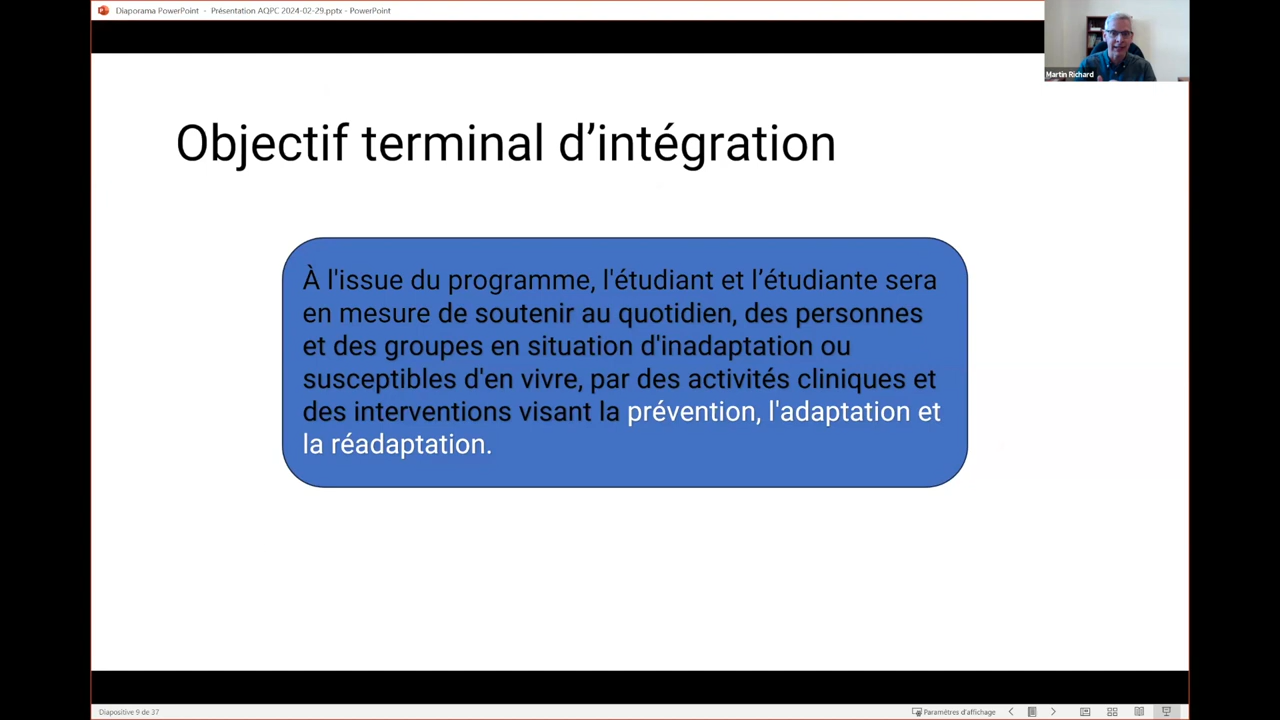 Diaporama PowerPoint - Présentation AQPC 2024-02-29.pptx - PowerPoint
Martin Richard
Objectif terminal d’intégration
À l'issue du programme, l'étudiant et l’étudiante sera
en mesure de soutenir au quotidien, des personnes
et des groupes en situation d'inadaptation ou
susceptibles d'en vivre, par des activités cliniques et
des interventions visant la prévention, l'adaptation et
la réadaptation.
Diapositive 9 de 37
Paramètres d'affichage